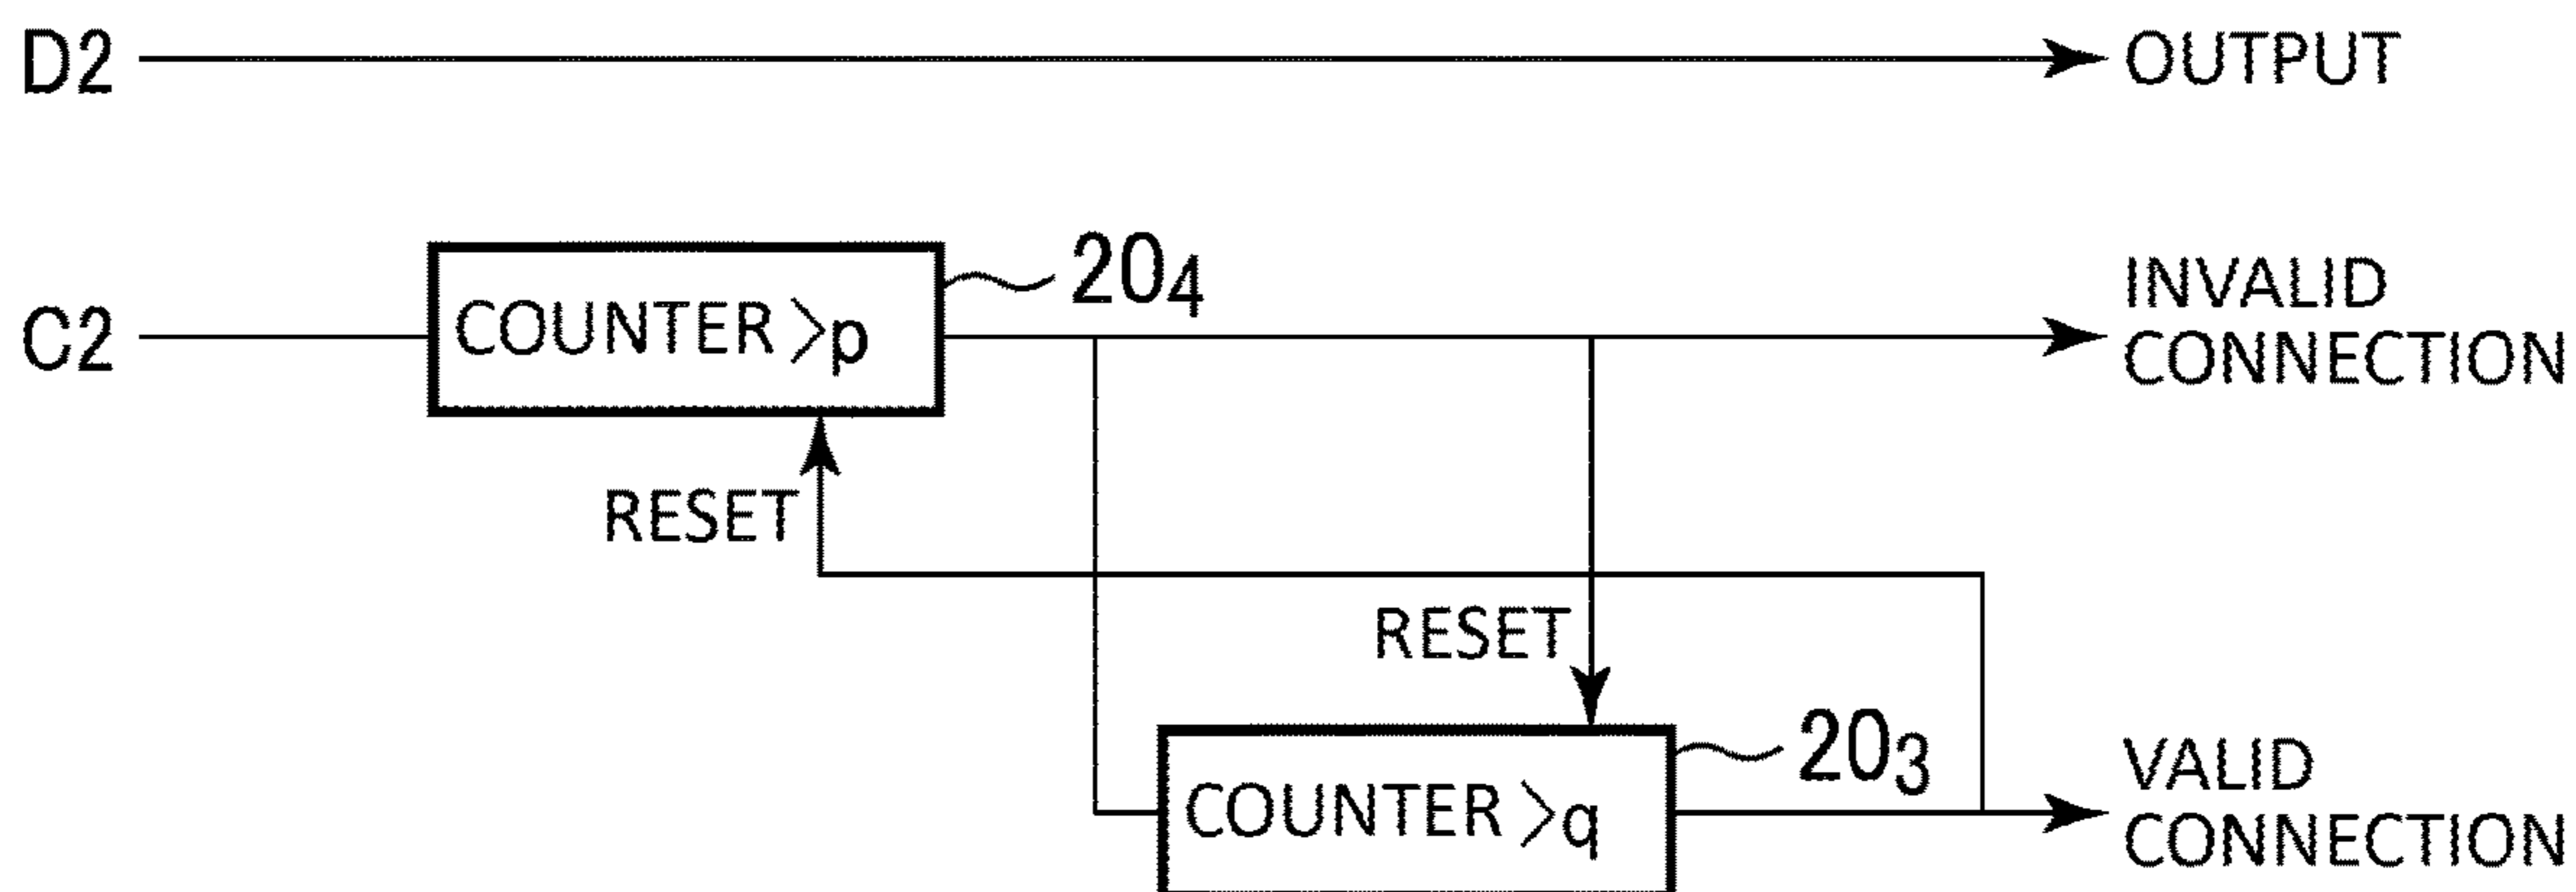 D2 OUTPUT
C2 COUNTER >p 20₄ INVALID
CONNECTION
RESET
RESET
COUNTER >q 20₃ VALID
CONNECTION